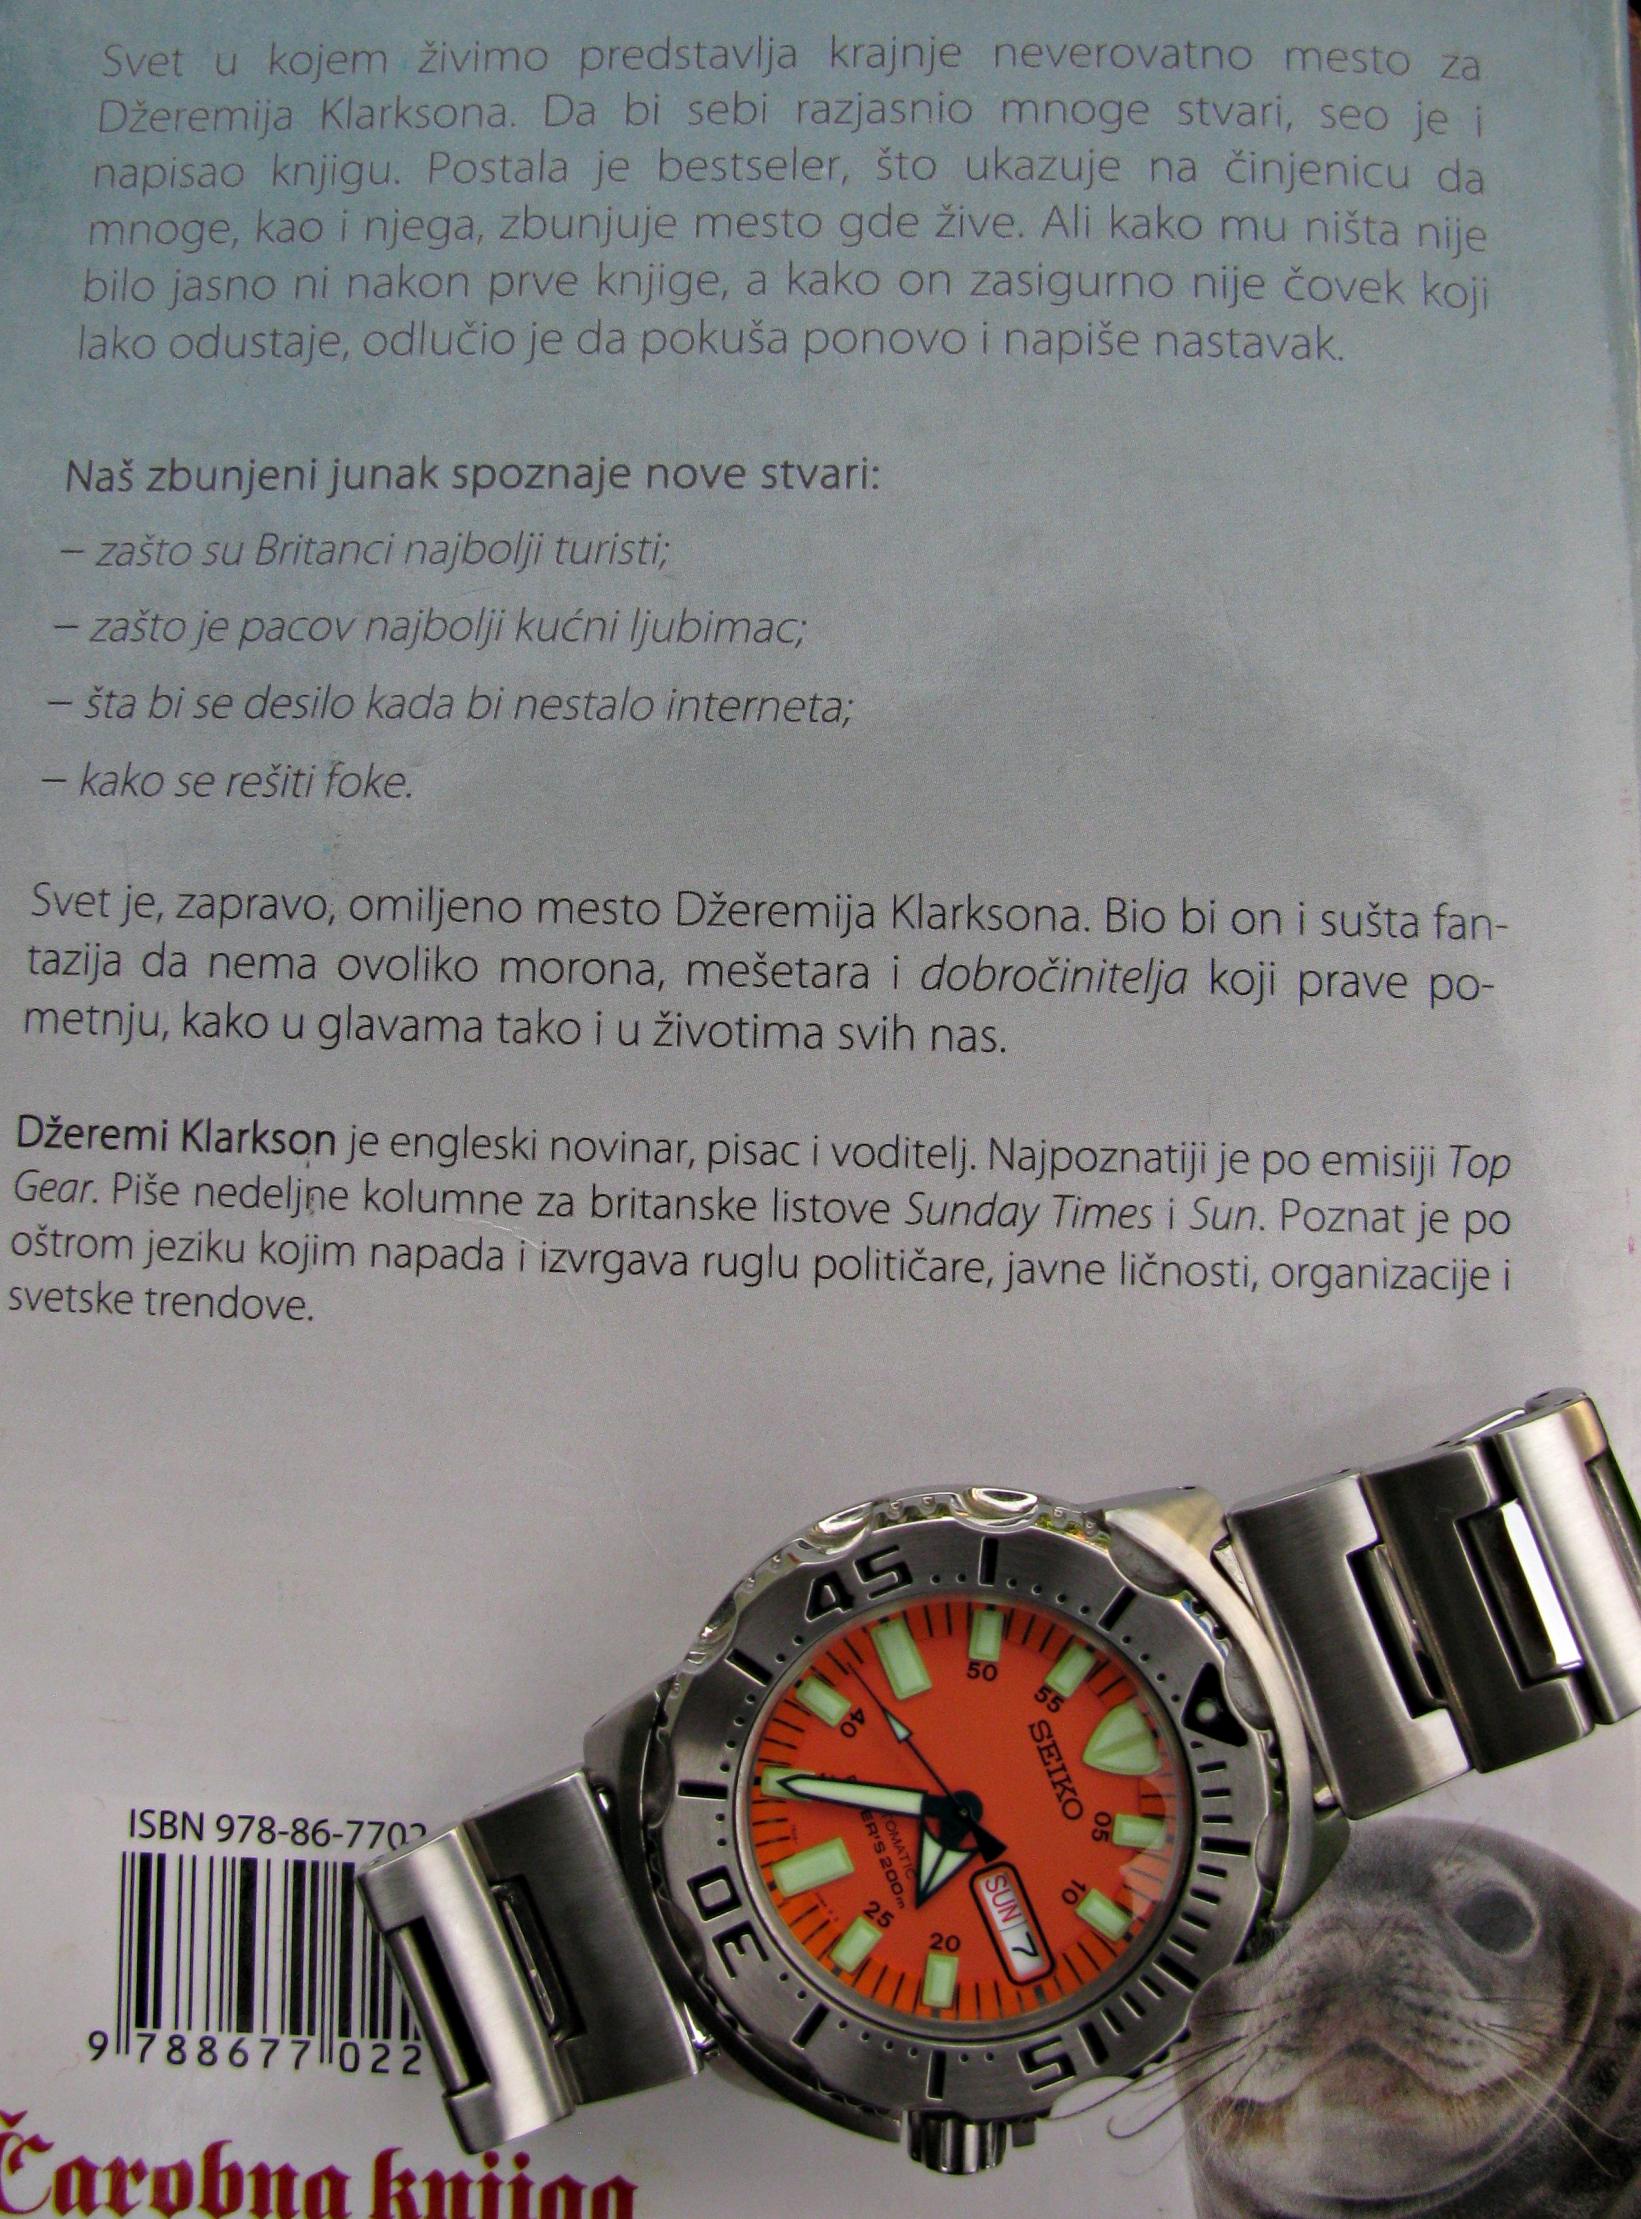 Svet u kojem živimo predstavlja krajnje neverovatno mesto za
Džeremija Klarksona. Da bi sebi razjasnio mnoge stvari, seo je i
napisao knjigu. Postala je bestseler, što ukazuje na činjenicu da
mnoge, kao i njega, zbunjuje mesto gde žive. Ali kako mu ništa nije
bilo jasno ni nakon prve knjige, a kako on zasigurno nije čovek koji
lako odustaje, odlučio je da pokuša ponovo i napiše nastavak.
Naš zbunjeni junak spoznaje nove stvari:
– zašto su Britanci najbolji turisti;
– zašto je pacov najbolji kućni ljubimac;
– šta bi se desilo kada bi nestalo interneta;
– kako se rešiti foke.
Svet je, zapravo, omiljeno mesto Džeremija Klarksona. Bio bi on i sušta fan-
tazija da nema ovoliko morona, mešetara i dobročinitelja koji prave po-
metnju, kako u glavama tako i u životima svih nas.
Džeremi Klarkson je engleski novinar, pisac i voditelj. Najpoznatiji je po emisiji Top
Gear. Piše nedeljne kolumne za britanske listove Sunday Times i Sun. Poznat je po
oštrom jeziku kojim napada i izvrgava ruglu političare, javne ličnosti, organizacije i
svetske trendove.
45
50
55
40
SEIKO
05
10
SUN 7
200m
25
20
30
15
ISBN 978-86-770
9 788677 022
Čarobna knjiga